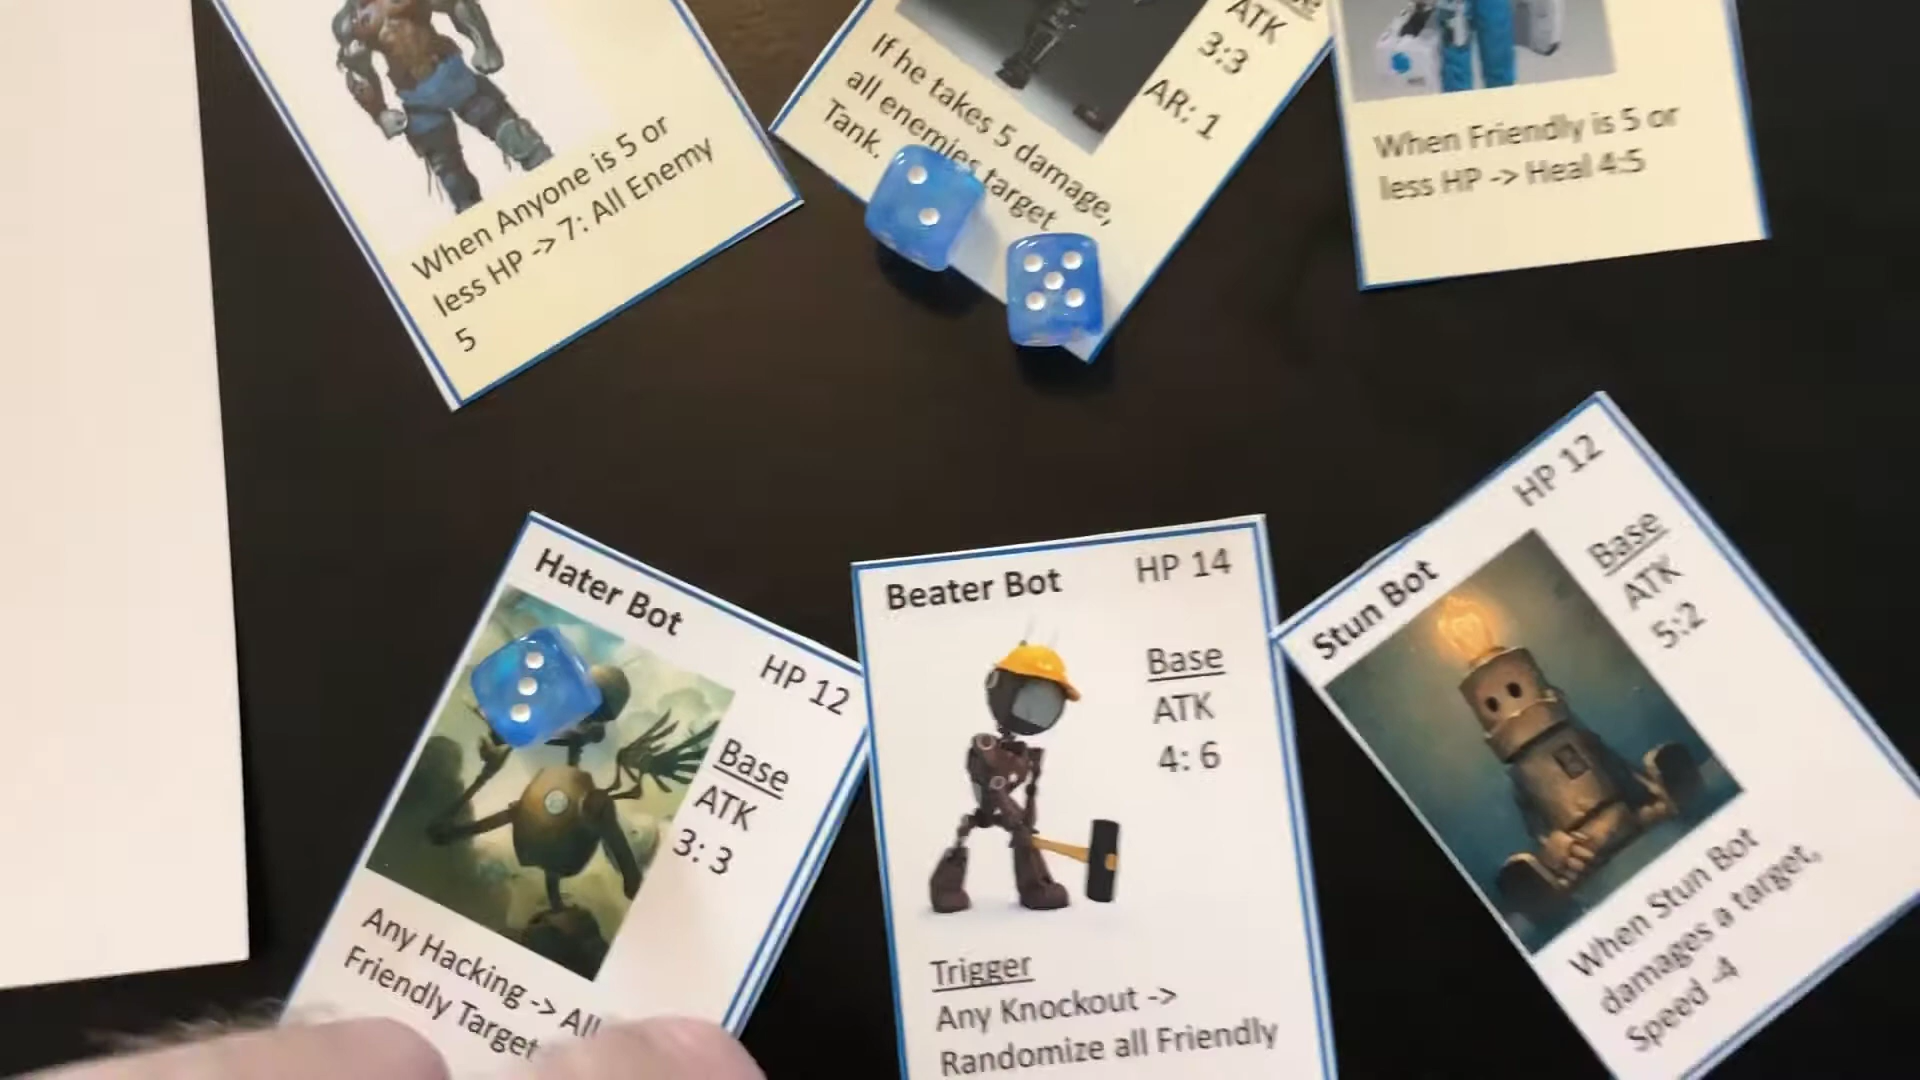 When Anyone is 5 or
less HP -> 7: All Enemy
5
ATK
3:3
AR: 1
If he takes 5 damage,
all enemies target
Tank.
When Friendly is 5 or
less HP -> Heal 4:5
Hater Bot
HP 12
Base
ATK
3: 3
Any Hacking -> All
Friendly Target
Beater Bot
HP 14
Base
ATK
4: 6
Trigger
Any Knockout ->
Randomize all Friendly
Stun Bot
HP 12
Base
ATK
5:2
When Stun Bot
damages a target,
Speed -4